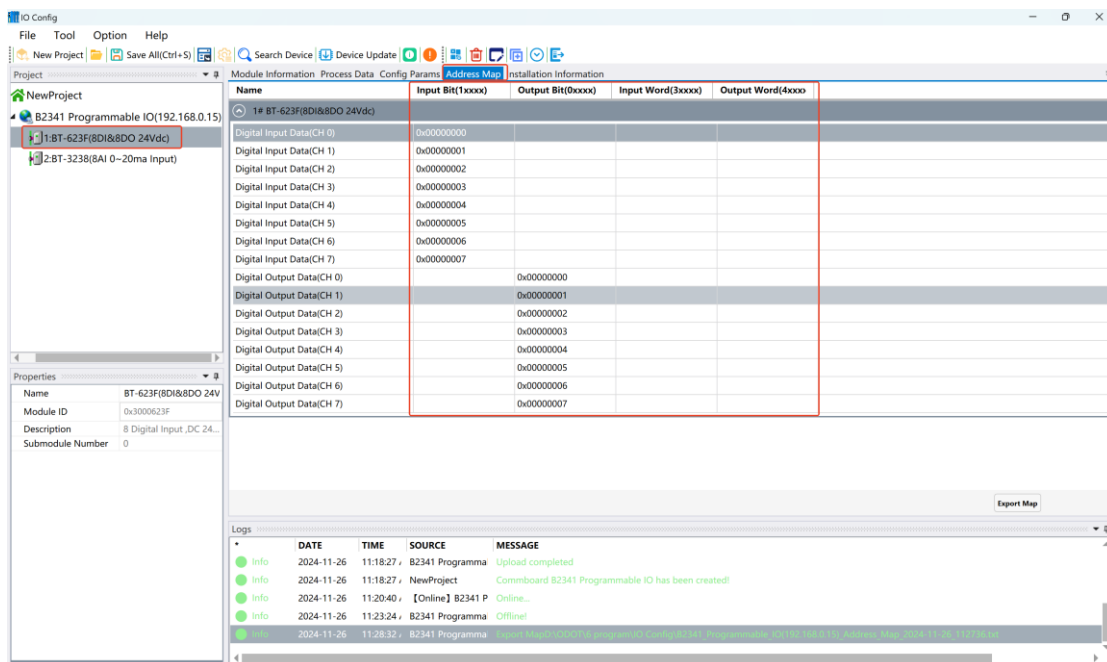 IO Config
File Tool Option Help
New Project Save All(Ctrl+S) Search Device Device Update
Project
NewProject
B2341 Programmable IO(192.168.0.15)
1:BT-623F(8DI&8DO 24Vdc)
2:BT-3238(8AI 0~20ma Input)
Properties
Name BT-623F(8DI&8DO 24V
Module ID 0x3000623F
Description 8 Digital Input ,DC 24...
Submodule Number 0
Module Information Process Data Config Params Address Map nstallation Information
Name Input Bit(1xxxx) Output Bit(0xxxx) Input Word(3xxxx) Output Word(4xxxx
1# BT-623F(8DI&8DO 24Vdc)
Digital Input Data(CH 0) 0x00000000
Digital Input Data(CH 1) 0x00000001
Digital Input Data(CH 2) 0x00000002
Digital Input Data(CH 3) 0x00000003
Digital Input Data(CH 4) 0x00000004
Digital Input Data(CH 5) 0x00000005
Digital Input Data(CH 6) 0x00000006
Digital Input Data(CH 7) 0x00000007
Digital Output Data(CH 0) 0x00000000
Digital Output Data(CH 1) 0x00000001
Digital Output Data(CH 2) 0x00000002
Digital Output Data(CH 3) 0x00000003
Digital Output Data(CH 4) 0x00000004
Digital Output Data(CH 5) 0x00000005
Digital Output Data(CH 6) 0x00000006
Digital Output Data(CH 7) 0x00000007
Export Map
Logs
* DATE TIME SOURCE MESSAGE
Info 2024-11-26 11:18:27 B2341 Programma Upload completed
Info 2024-11-26 11:18:27 NewProject Commboard B2341 Programmable IO has been created!
Info 2024-11-26 11:20:40 【Online】B2341 P Online...
Info 2024-11-26 11:23:24 B2341 Programma Offline!
Info 2024-11-26 11:28:32 B2341 Programma Export MapD:\ODOT\6 program\IO Config\B2341_Programmable_IO(192.168.0.15)_Address_Map_2024-11-26_112736.txt